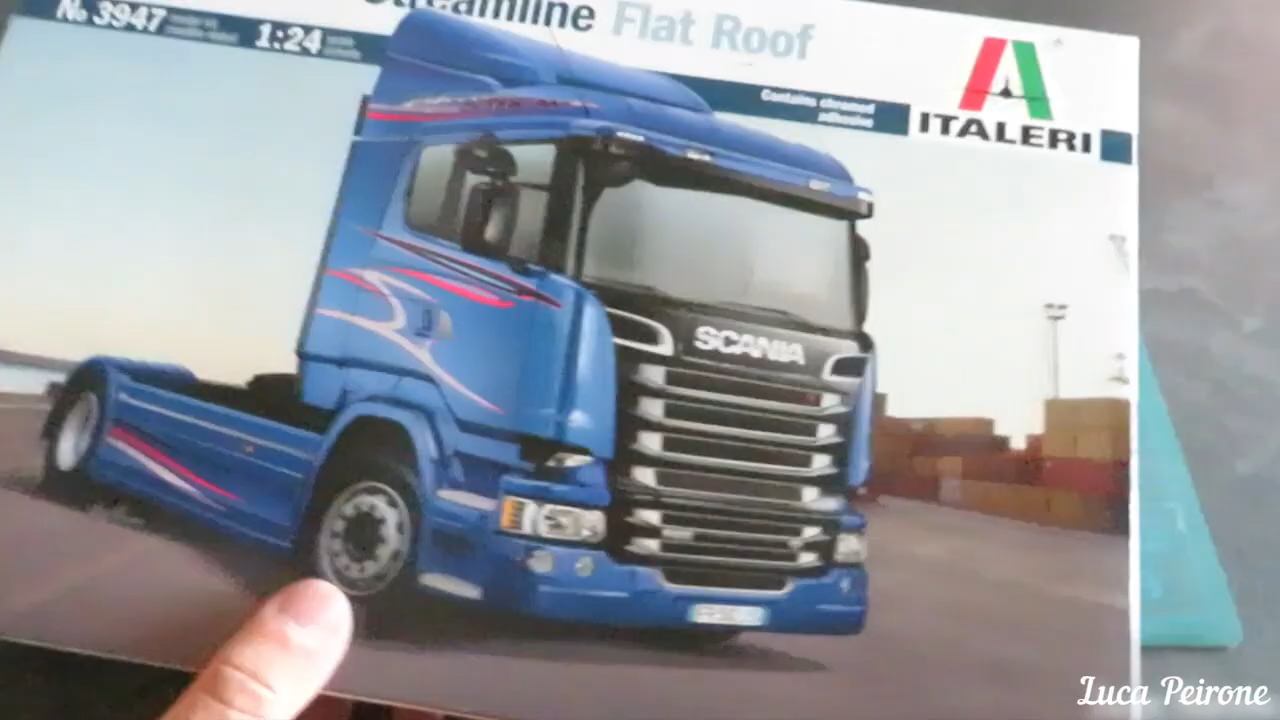 No 3947
1:24
Streamline Flat Roof
Contains chromed
adhesive
ITALERI
SCANIA
Luca Peirone